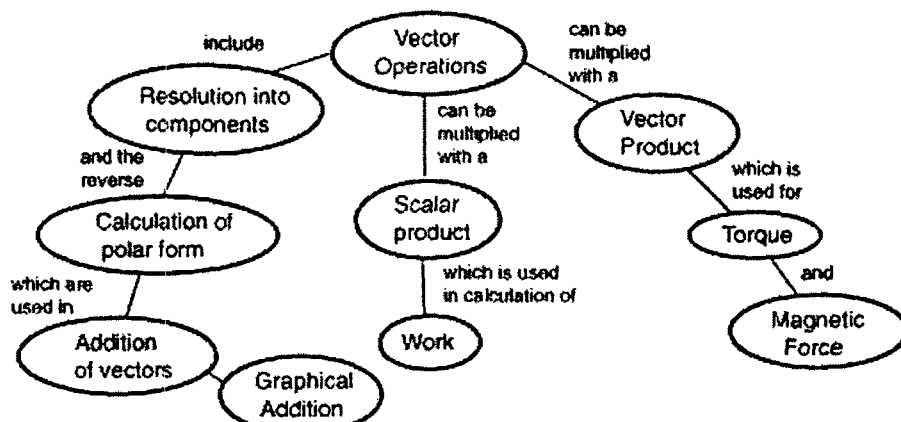 Vector
Operations
include
Resolution into
components
and the
reverse
Calculation of
polar form
which are
used in
Addition
of vectors
Graphical
Addition
can be
multiplied
with a
Scalar
product
which is used
in calculation of
Work
can be
multiplied
with a
Vector
Product
which is
used for
Torque
and
Magnetic
Force